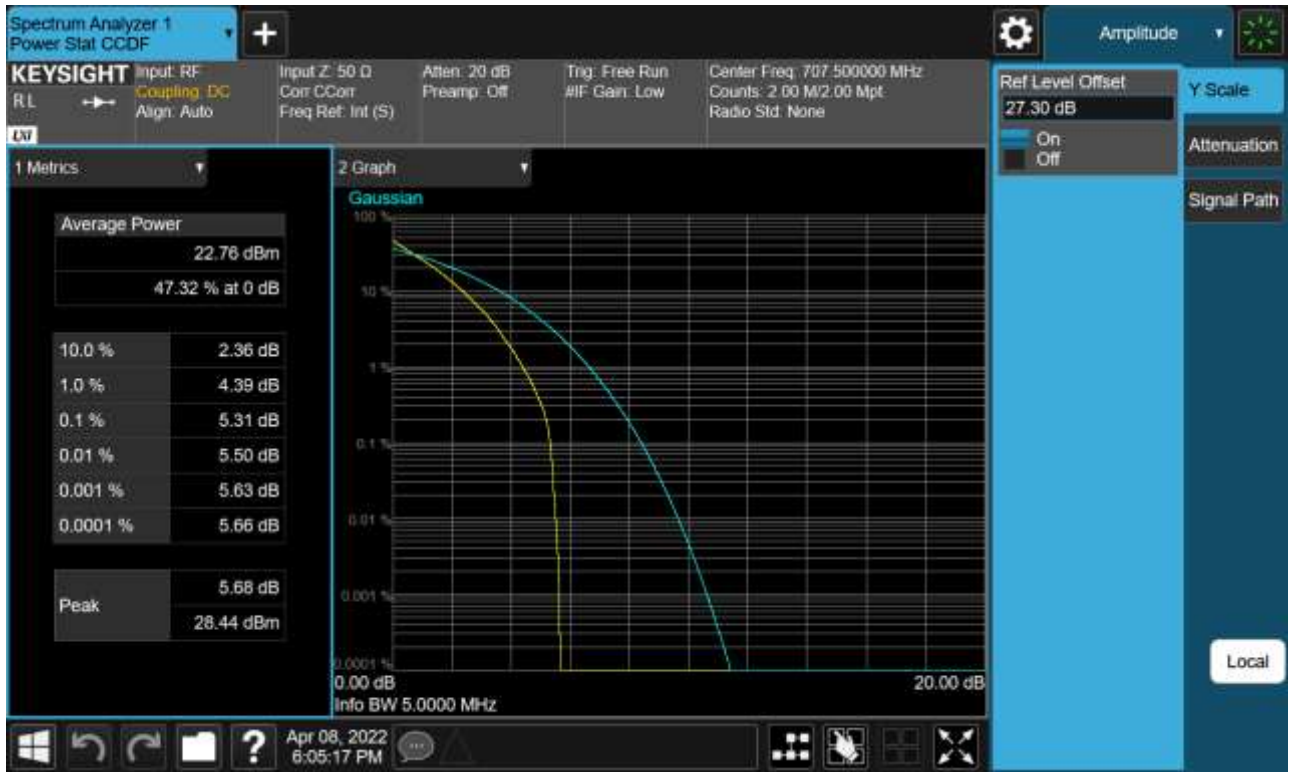 Spectrum Analyzer 1
Power Stat CCDF
+
Amplitude
KEYSIGHT
RL
LXI
Input: RF
Coupling: DC
Align: Auto
Input Z: 50 Ω
Corr CCorr
Freq Ref: Int (S)
Atten: 20 dB
Preamp: Off
Trig: Free Run
#IF Gain: Low
Center Freq: 707.500000 MHz
Counts: 2.00 M/2.00 Mpt
Radio Std: None
Ref Level Offset
27.30 dB
On
Off
Y Scale
Attenuation
Signal Path
1 Metrics
Average Power
22.76 dBm
47.32 % at 0 dB
10.0 % 2.36 dB
1.0 % 4.39 dB
0.1 % 5.31 dB
0.01 % 5.50 dB
0.001 % 5.63 dB
0.0001 % 5.66 dB
Peak
5.68 dB
28.44 dBm
2 Graph
Gaussian
100 %
10 %
1 %
0.1 %
0.01 %
0.001 %
0.0001 %
0.00 dB 20.00 dB
Info BW 5.0000 MHz
Local
?
Apr 08, 2022
6:05:17 PM